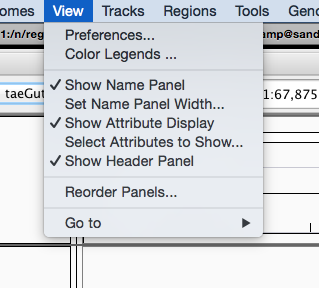 omes View Tracks Regions Tools Geno
1:/n/reg amp@sand
taeGut 1:67,875
Preferences...
Color Legends ...
✓ Show Name Panel
Set Name Panel Width...
✓ Show Attribute Display
Select Attributes to Show...
✓ Show Header Panel
Reorder Panels...
Go to